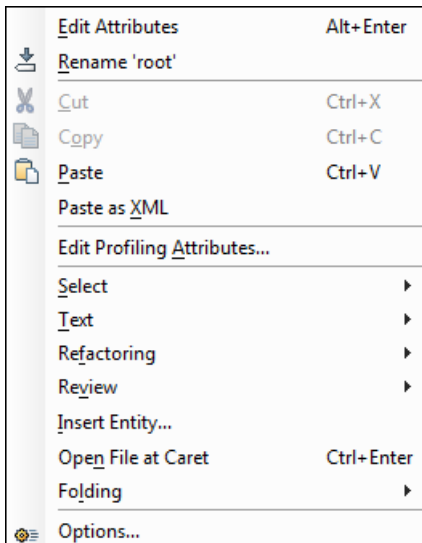 Edit Attributes Alt+Enter
Rename 'root'
Cut Ctrl+X
Copy Ctrl+C
Paste Ctrl+V
Paste as XML
Edit Profiling Attributes...
Select
Text
Refactoring
Review
Insert Entity...
Open File at Caret Ctrl+Enter
Folding
Options...